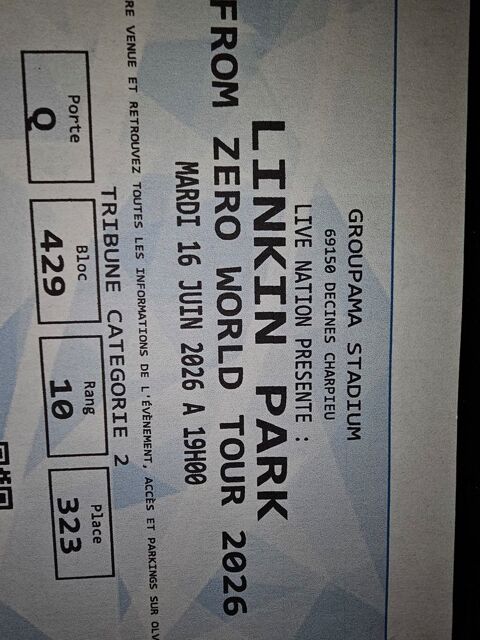 GROUPAMA STADIUM
69150 DECINES CHARPIEU
LIVE NATION PRESENTE :
LINKIN PARK
FROM ZERO WORLD TOUR 2026
MARDI 16 JUIN 2026 A 19H00
RE VENUE ET RETROUVEZ TOUTES LES INFORMATIONS DE L'ÉVÈNEMENT, ACCÈS ET PARKINGS SUR OLV
TRIBUNE CATEGORIE 2
Porte Bloc Rang Place
Q 429 10 323